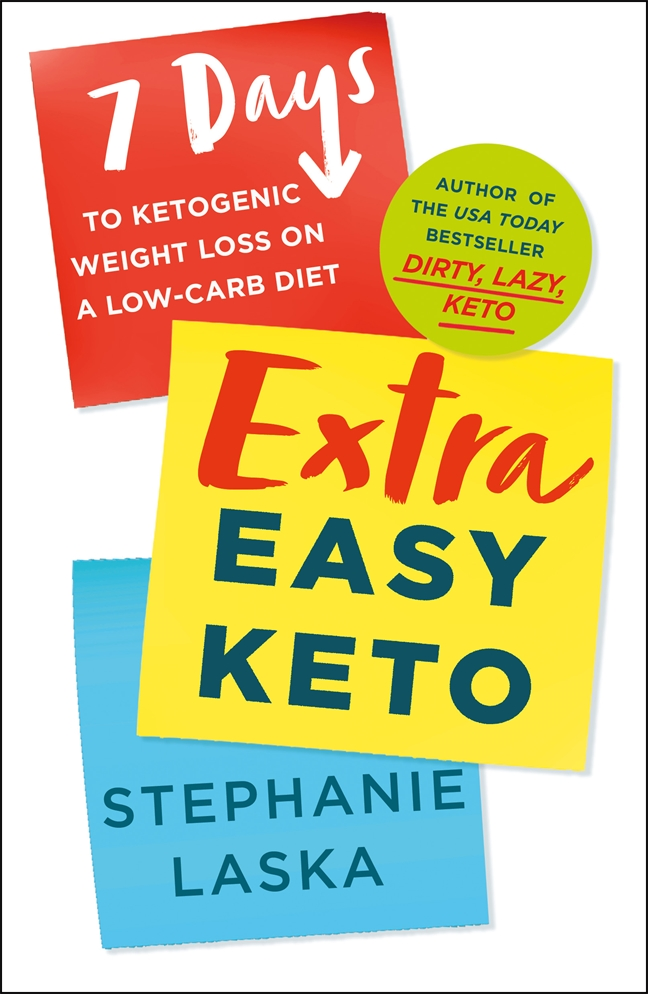 7 Days
TO KETOGENIC
WEIGHT LOSS ON
A LOW-CARB DIET
AUTHOR OF
THE USA TODAY
BESTSELLER
DIRTY, LAZY,
KETO
Extra
EASY
KETO
STEPHANIE
LASKA